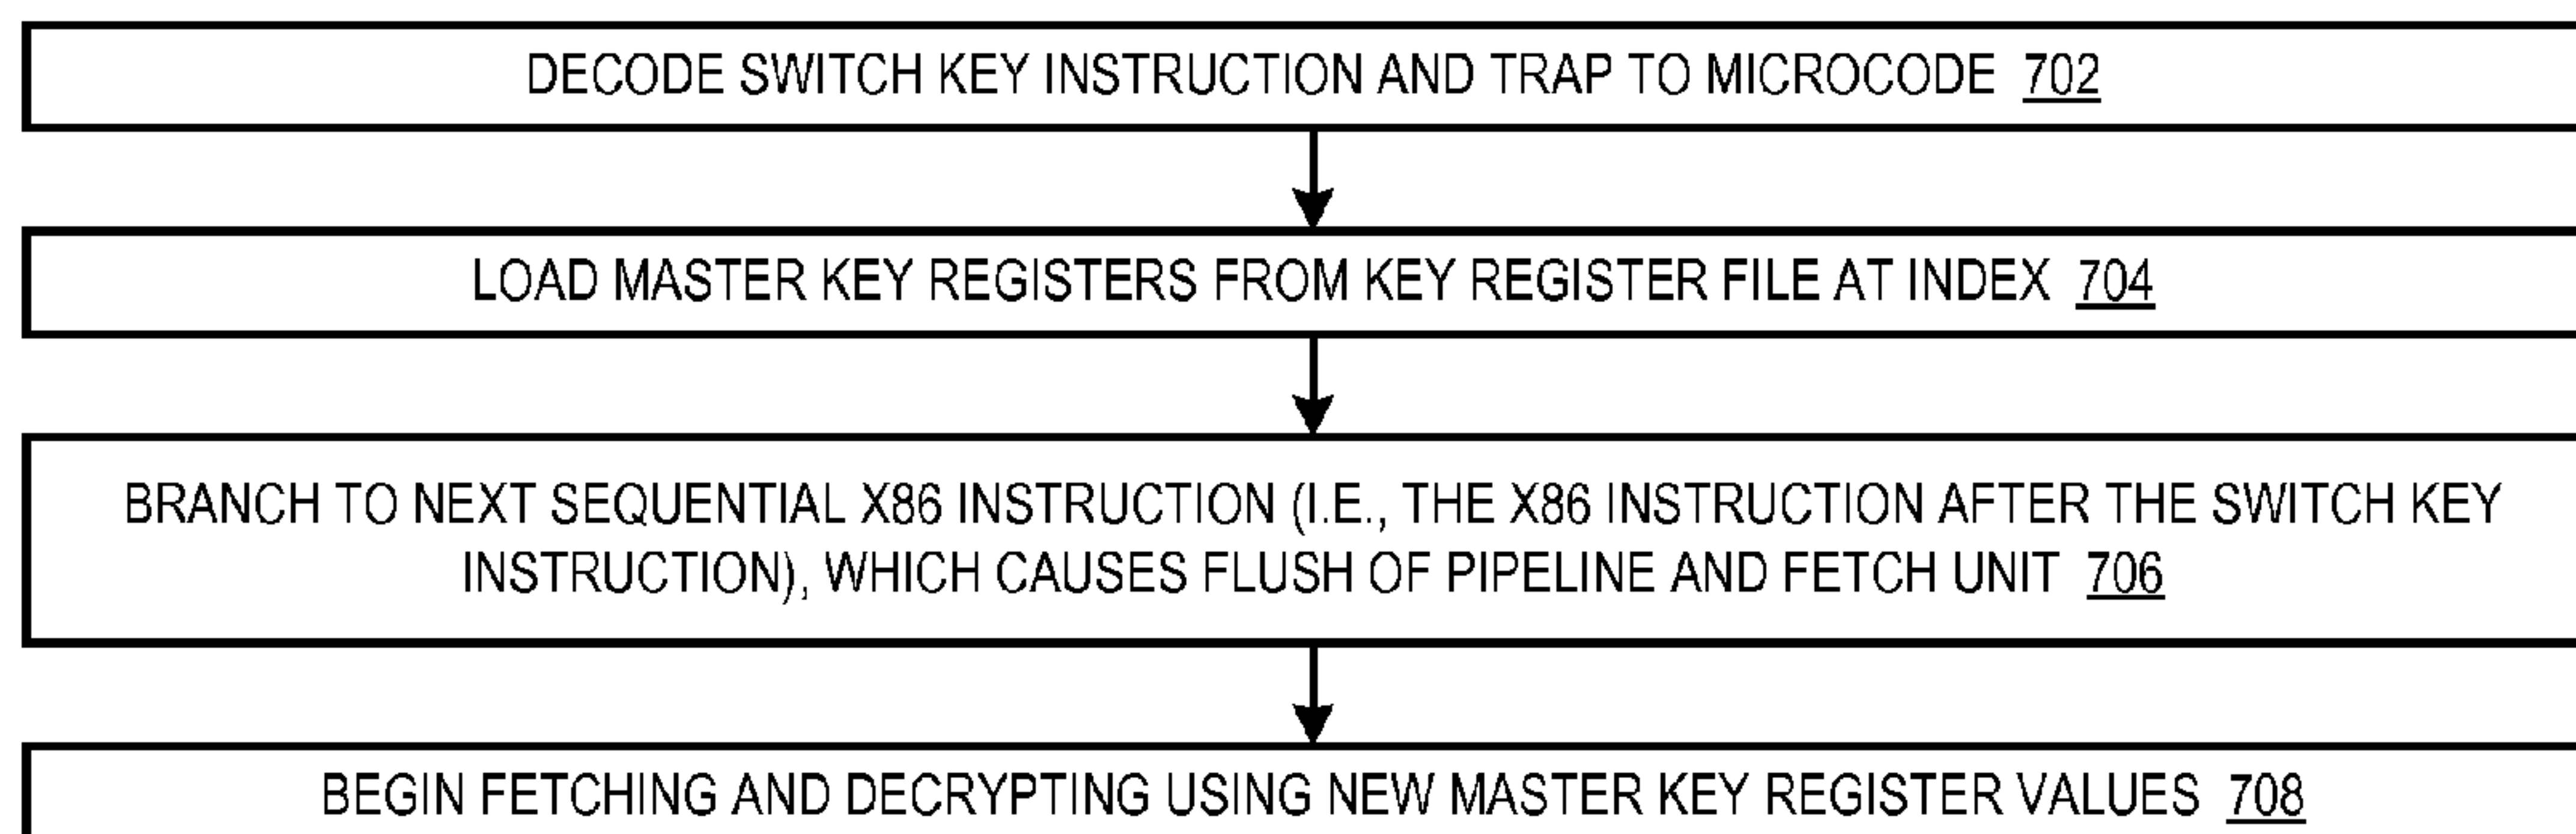 DECODE SWITCH KEY INSTRUCTION AND TRAP TO MICROCODE 702
LOAD MASTER KEY REGISTERS FROM KEY REGISTER FILE AT INDEX 704
BRANCH TO NEXT SEQUENTIAL X86 INSTRUCTION (I.E., THE X86 INSTRUCTION AFTER THE SWITCH KEY
INSTRUCTION), WHICH CAUSES FLUSH OF PIPELINE AND FETCH UNIT 706
BEGIN FETCHING AND DECRYPTING USING NEW MASTER KEY REGISTER VALUES 708